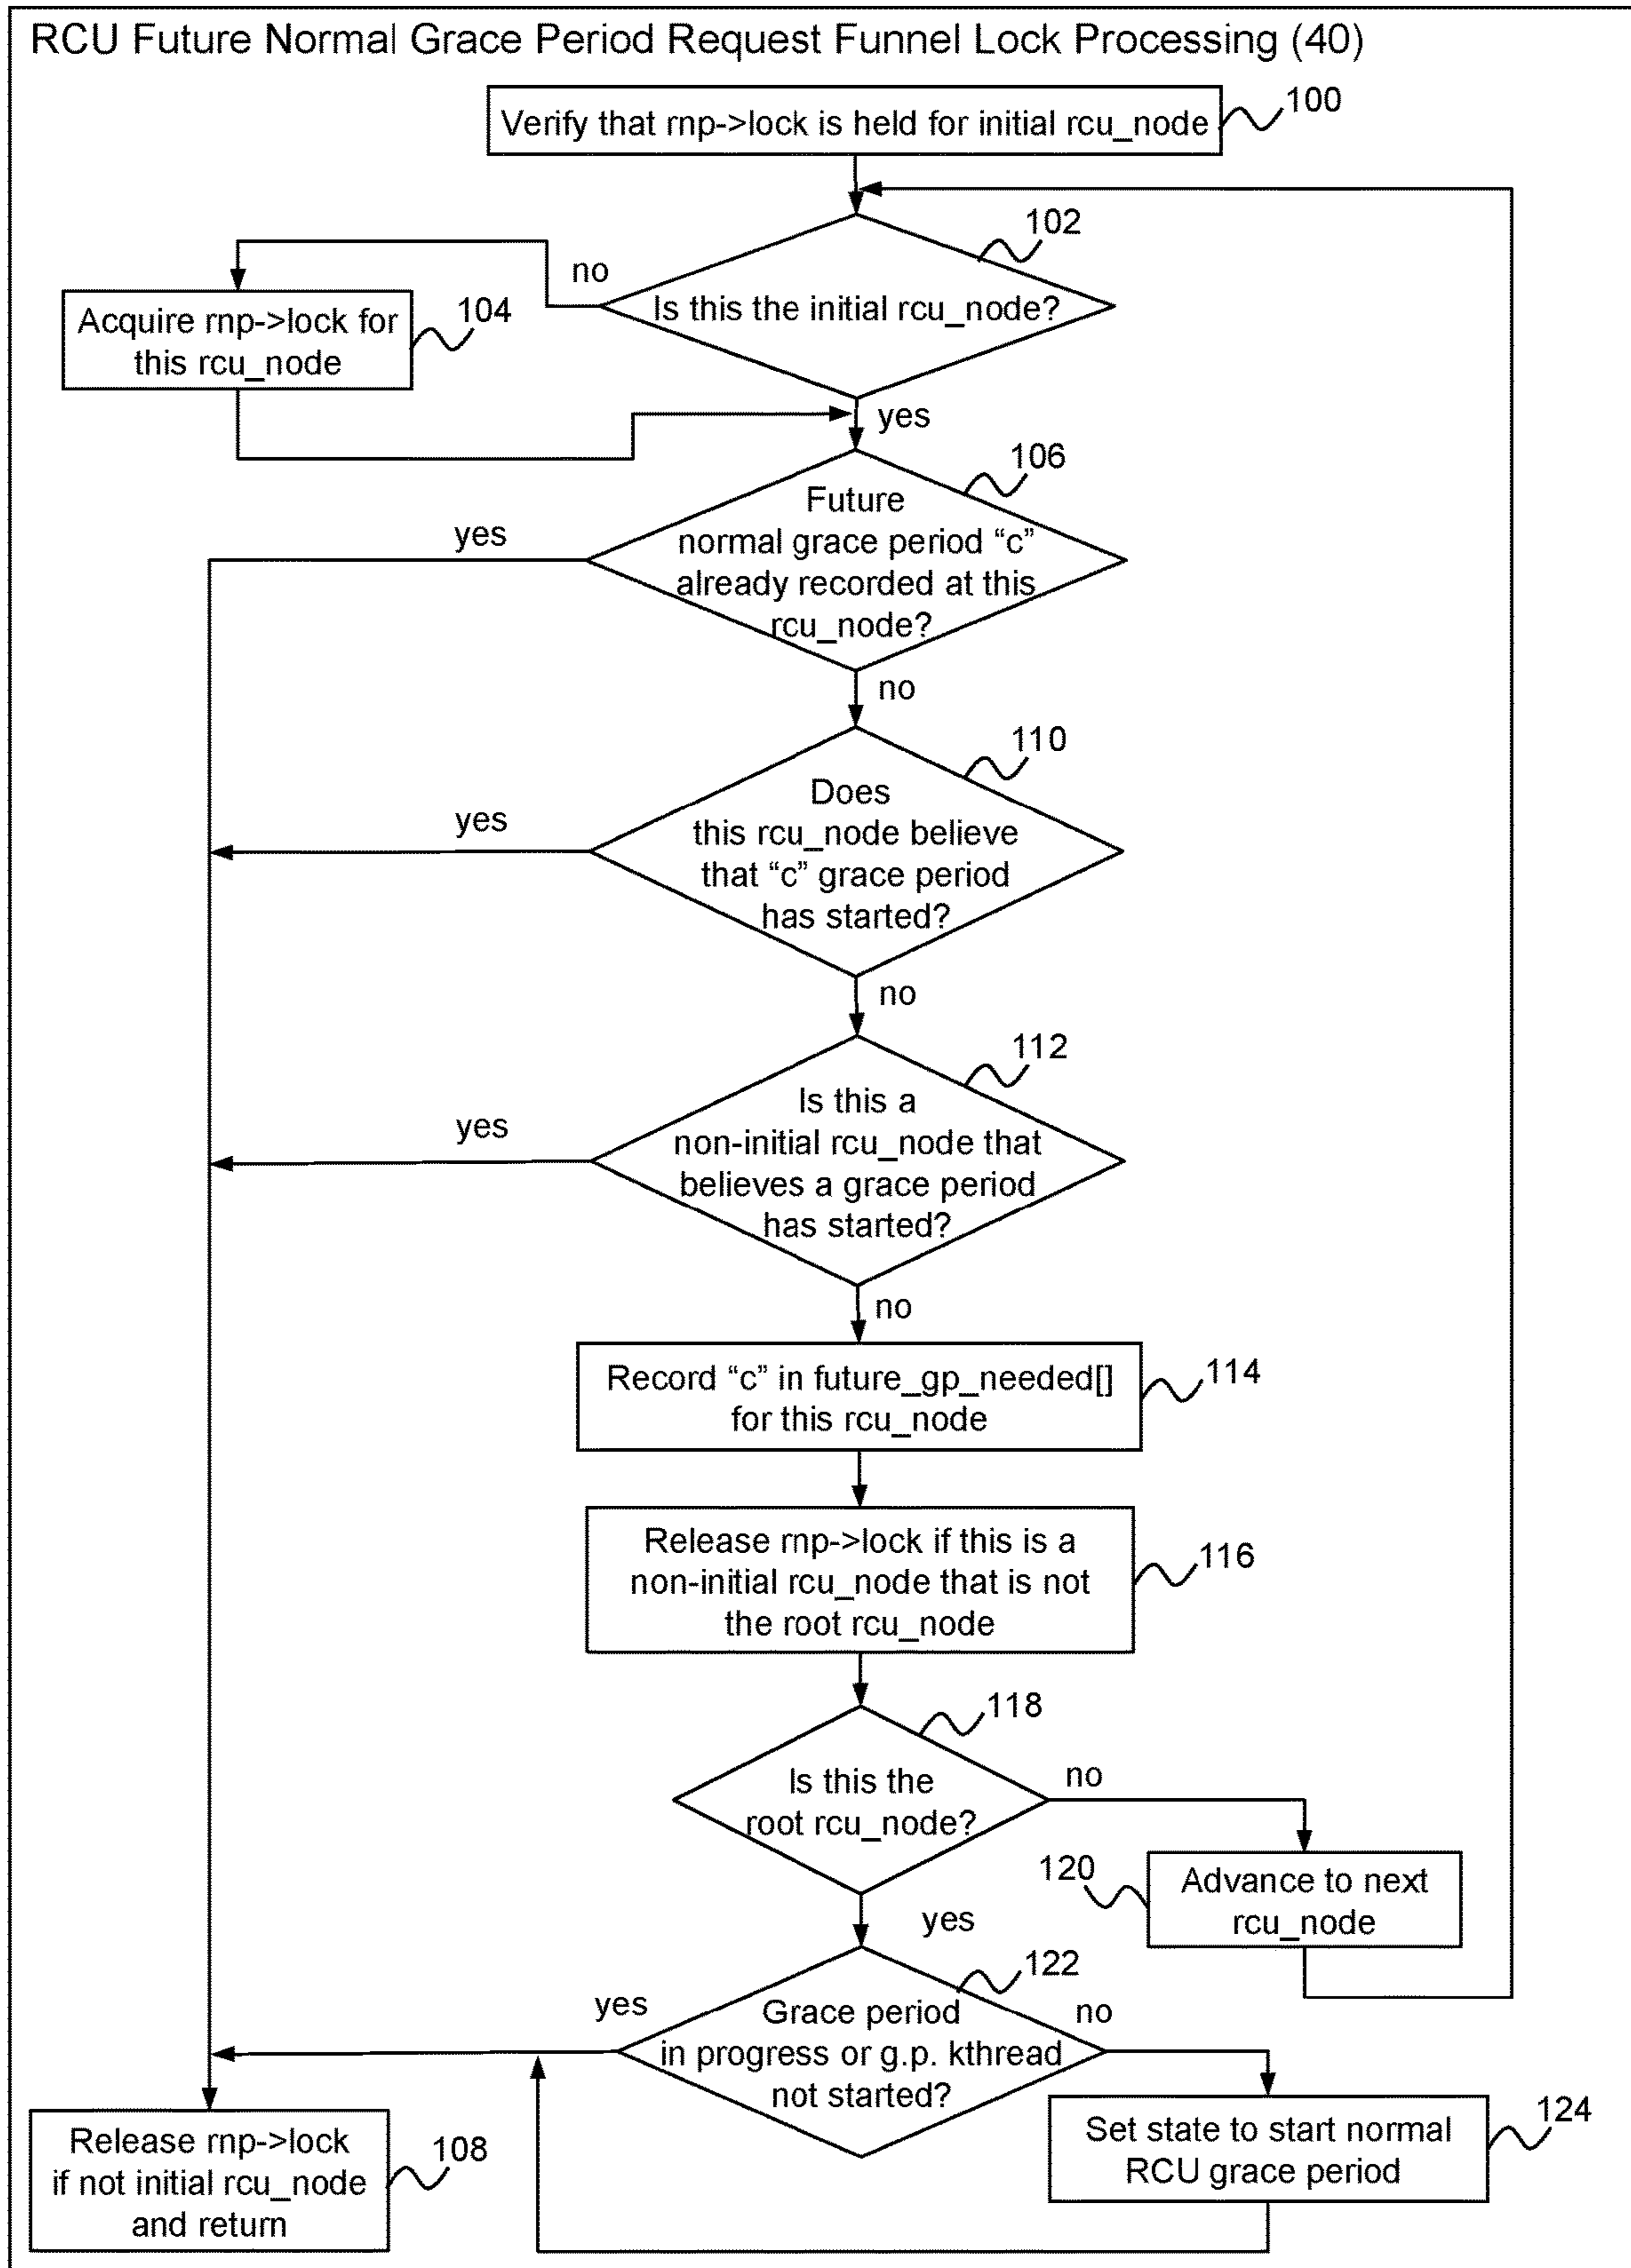 RCU Future Normal Grace Period Request Funnel Lock Processing (40)
Verify that rnp->lock is held for initial rcu_node
100
102
no
Is this the initial rcu_node?
Acquire rnp->lock for
this rcu_node
104
yes
106
Future
normal grace period “c”
already recorded at this
rcu_node?
yes
no
110
Does
this rcu_node believe
that “c” grace period
has started?
yes
no
112
Is this a
non-initial rcu_node that
believes a grace period
has started?
yes
no
Record “c” in future_gp_needed[]
for this rcu_node
114
Release rnp->lock if this is a
non-initial rcu_node that is not
the root rcu_node
116
118
Is this the
root rcu_node?
no
120
Advance to next
rcu_node
yes
122
yes
Grace period
in progress or g.p. kthread
not started?
no
Set state to start normal
RCU grace period
124
Release rnp->lock
if not initial rcu_node
and return
108